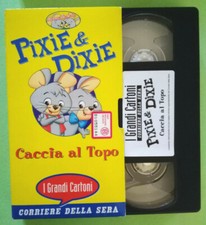 PIXIE &
DIXIE
Caccia al Topo
I Grandi Cartoni
CORRIERE DELLA SERA
I Grandi Cartoni
PIXIE & DIXIE
Caccia al Topo